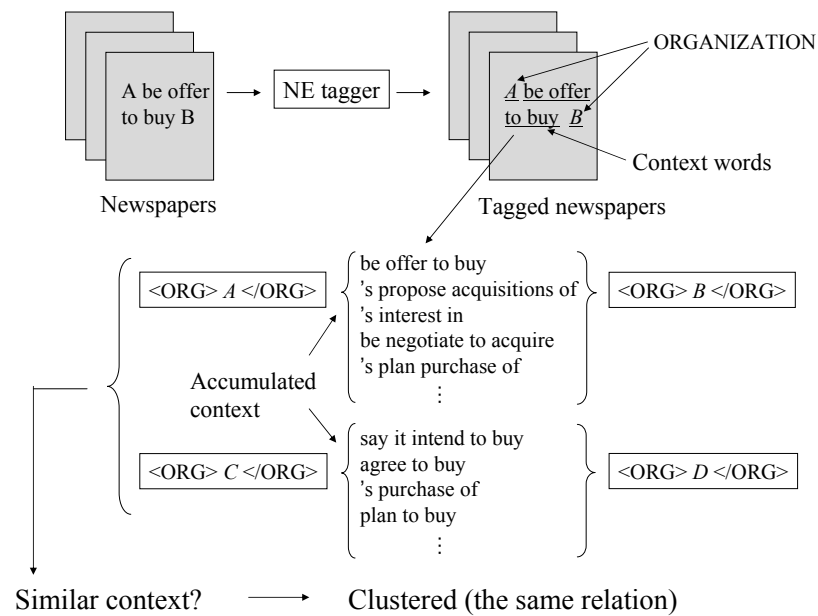 A be offer
to buy B
NE tagger
A be offer
to buy B
ORGANIZATION
Context words
Newspapers
Tagged newspapers
<ORG> A </ORG>
be offer to buy
's propose acquisitions of
's interest in
be negotiate to acquire
's plan purchase of
⋮
<ORG> B </ORG>
Accumulated
context
<ORG> C </ORG>
say it intend to buy
agree to buy
's purchase of
plan to buy
⋮
<ORG> D </ORG>
Similar context?
Clustered (the same relation)